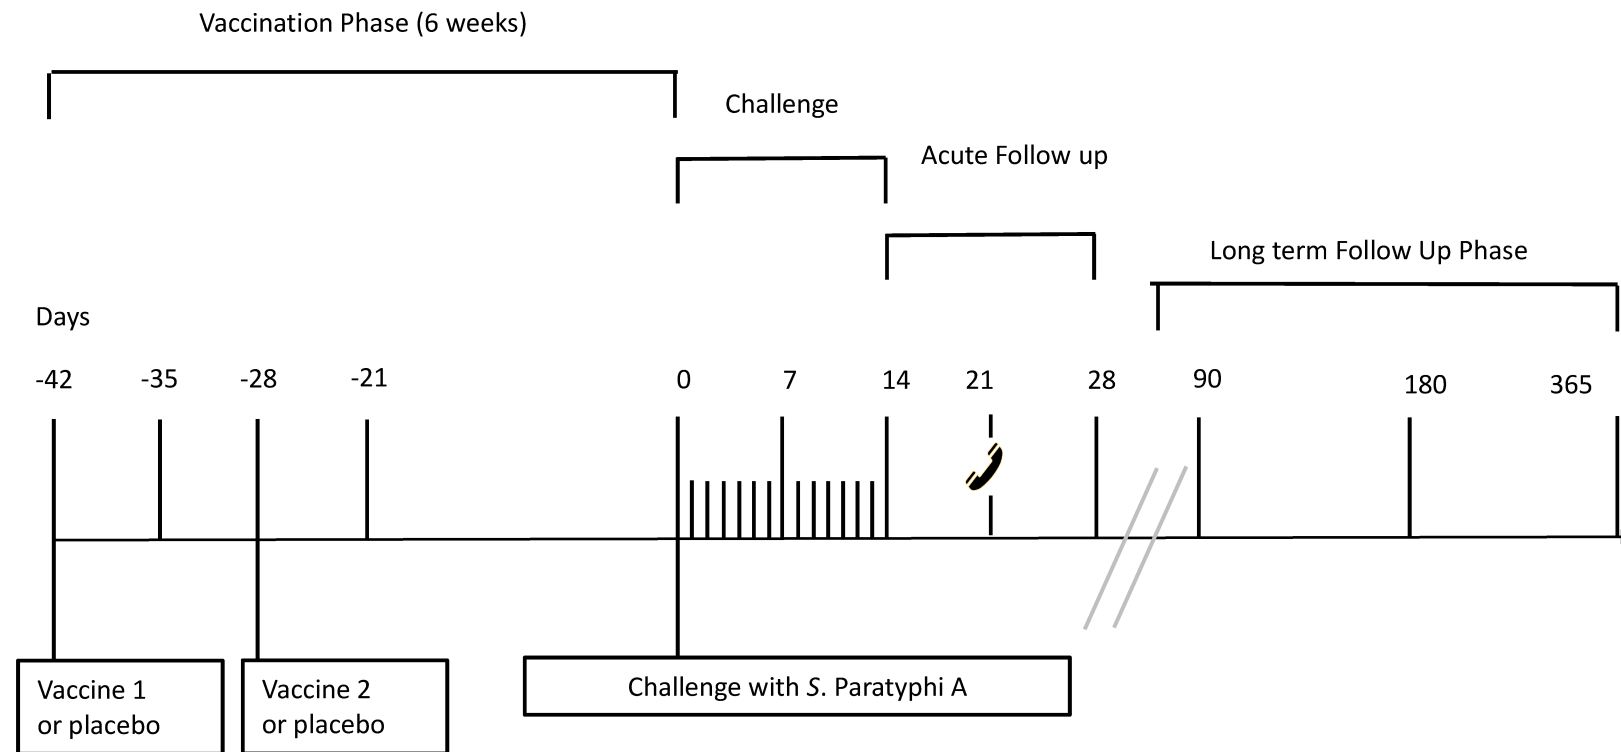 Vaccination Phase (6 weeks)
Challenge
Acute Follow up
Long term Follow Up Phase
Days
-42 -35 -28 -21 0 7 14 21 28 90 180 365
Vaccine 1
or placebo
Vaccine 2
or placebo
Challenge with S. Paratyphi A